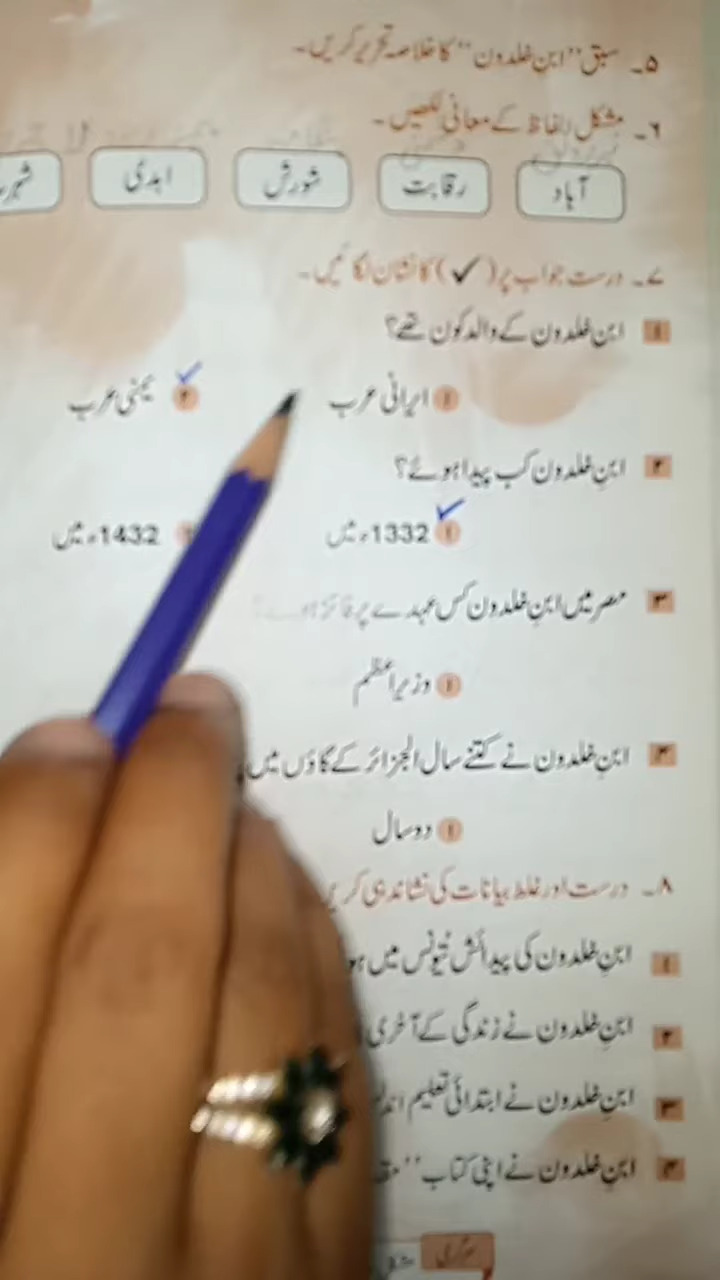 ۵۔ سبق "ابنِ خلدون" کا خلاصہ تحریر کریں۔
۶۔ مشکل الفاظ کے معانی لکھیں۔
آباد رقابت شورش ابدی
۷۔ درست جواب پر (✓) کا نشان لگائیں۔
۱ ابنِ خلدون کے والد کون تھے؟
۱ ایرانی عرب ۲ یمنی عرب
۲ ابنِ خلدون کب پیدا ہوئے؟
۱ 1332ء میں 1432ء میں
۳ مصر میں ابنِ خلدون کس عہدے پر فائز ہوئے؟
۱ وزیراعظم
۴ ابنِ خلدون نے کتنے سال الجزائر کے گاؤں میں
۱ دو سال
۸۔ درست اور غلط بیانات کی نشاندہی کریں
۱ ابنِ خلدون کی پیدائش تیونس میں
۲ ابنِ خلدون نے زندگی کے آخری
۳ ابنِ خلدون نے ابتدائی تعلیم
۴ ابنِ خلدون نے اپنی کتاب "